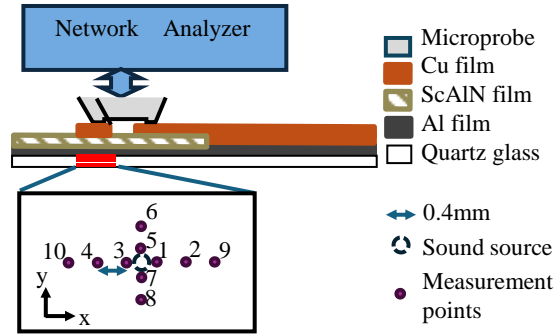 Network Analyzer
Microprobe
Cu film
ScAlN film
Al film
Quartz glass
6
5
10 4 3 1 2 9
7
8
y
x
0.4mm
Sound source
Measurement
points